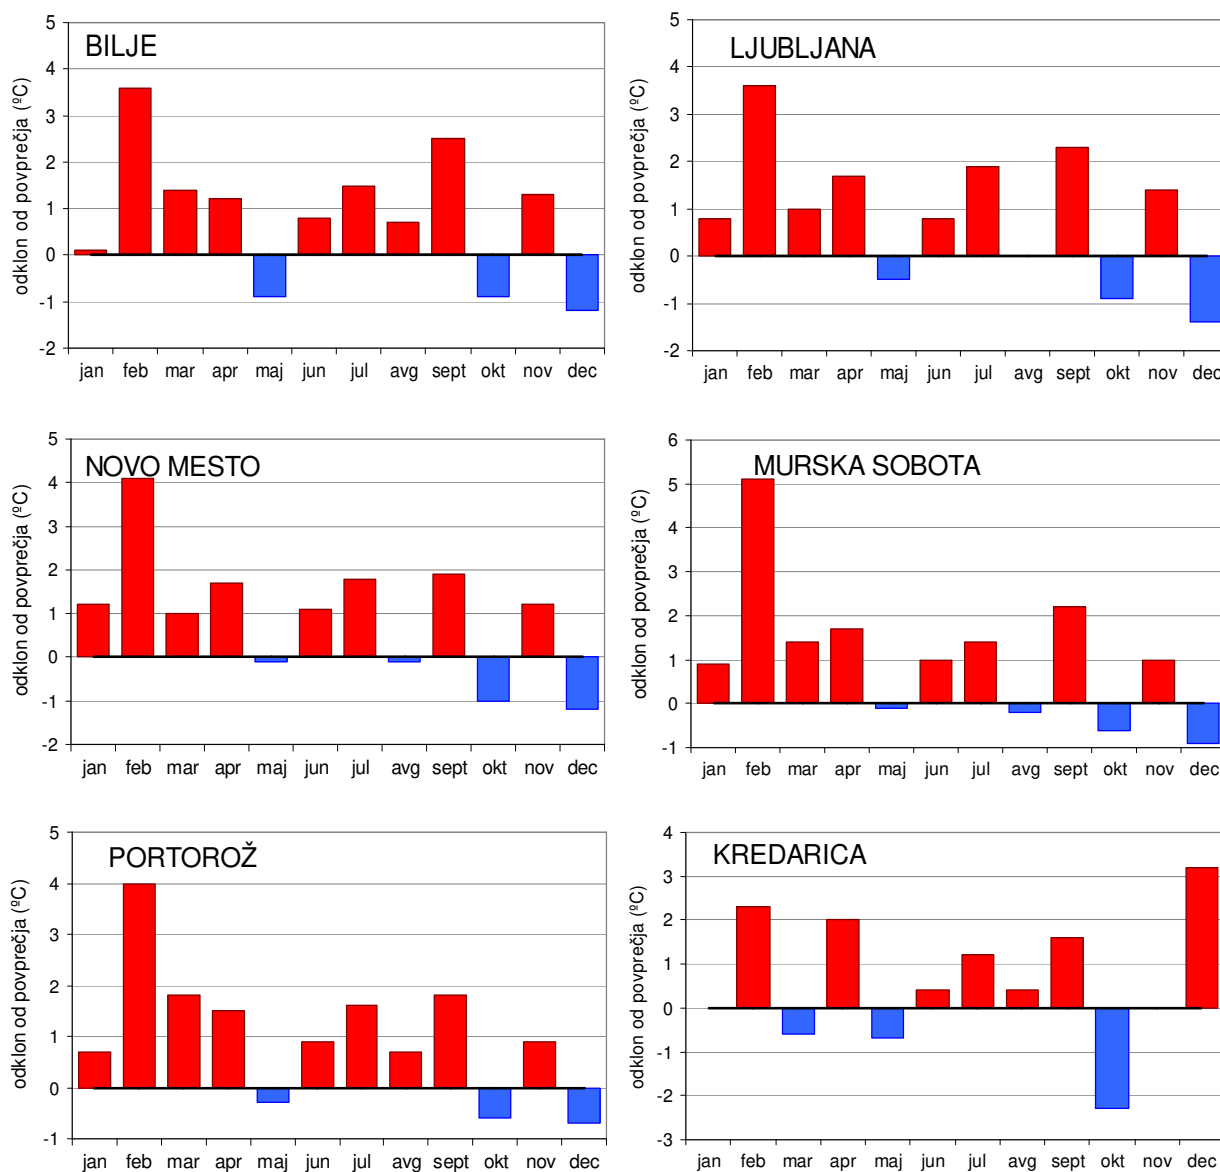 BILJE
odklon od povprečja (ºC)
5
4
3
2
1
0
-1
-2
jan feb mar apr maj jun jul avg sept okt nov dec
LJUBLJANA
odklon od povprečja (ºC)
5
4
3
2
1
0
-1
-2
jan feb mar apr maj jun jul avg sept okt nov dec
NOVO MESTO
odklon od povprečja (ºC)
5
4
3
2
1
0
-1
-2
jan feb mar apr maj jun jul avg sept okt nov dec
MURSKA SOBOTA
odklon od povprečja (ºC)
6
5
4
3
2
1
0
-1
jan feb mar apr maj jun jul avg sept okt nov dec
PORTOROŽ
odklon od povprečja (ºC)
5
4
3
2
1
0
-1
jan feb mar apr maj jun jul avg sept okt nov dec
KREDARICA
odklon od povprečja (ºC)
4
3
2
1
0
-1
-2
-3
jan feb mar apr maj jun jul avg sept okt nov dec